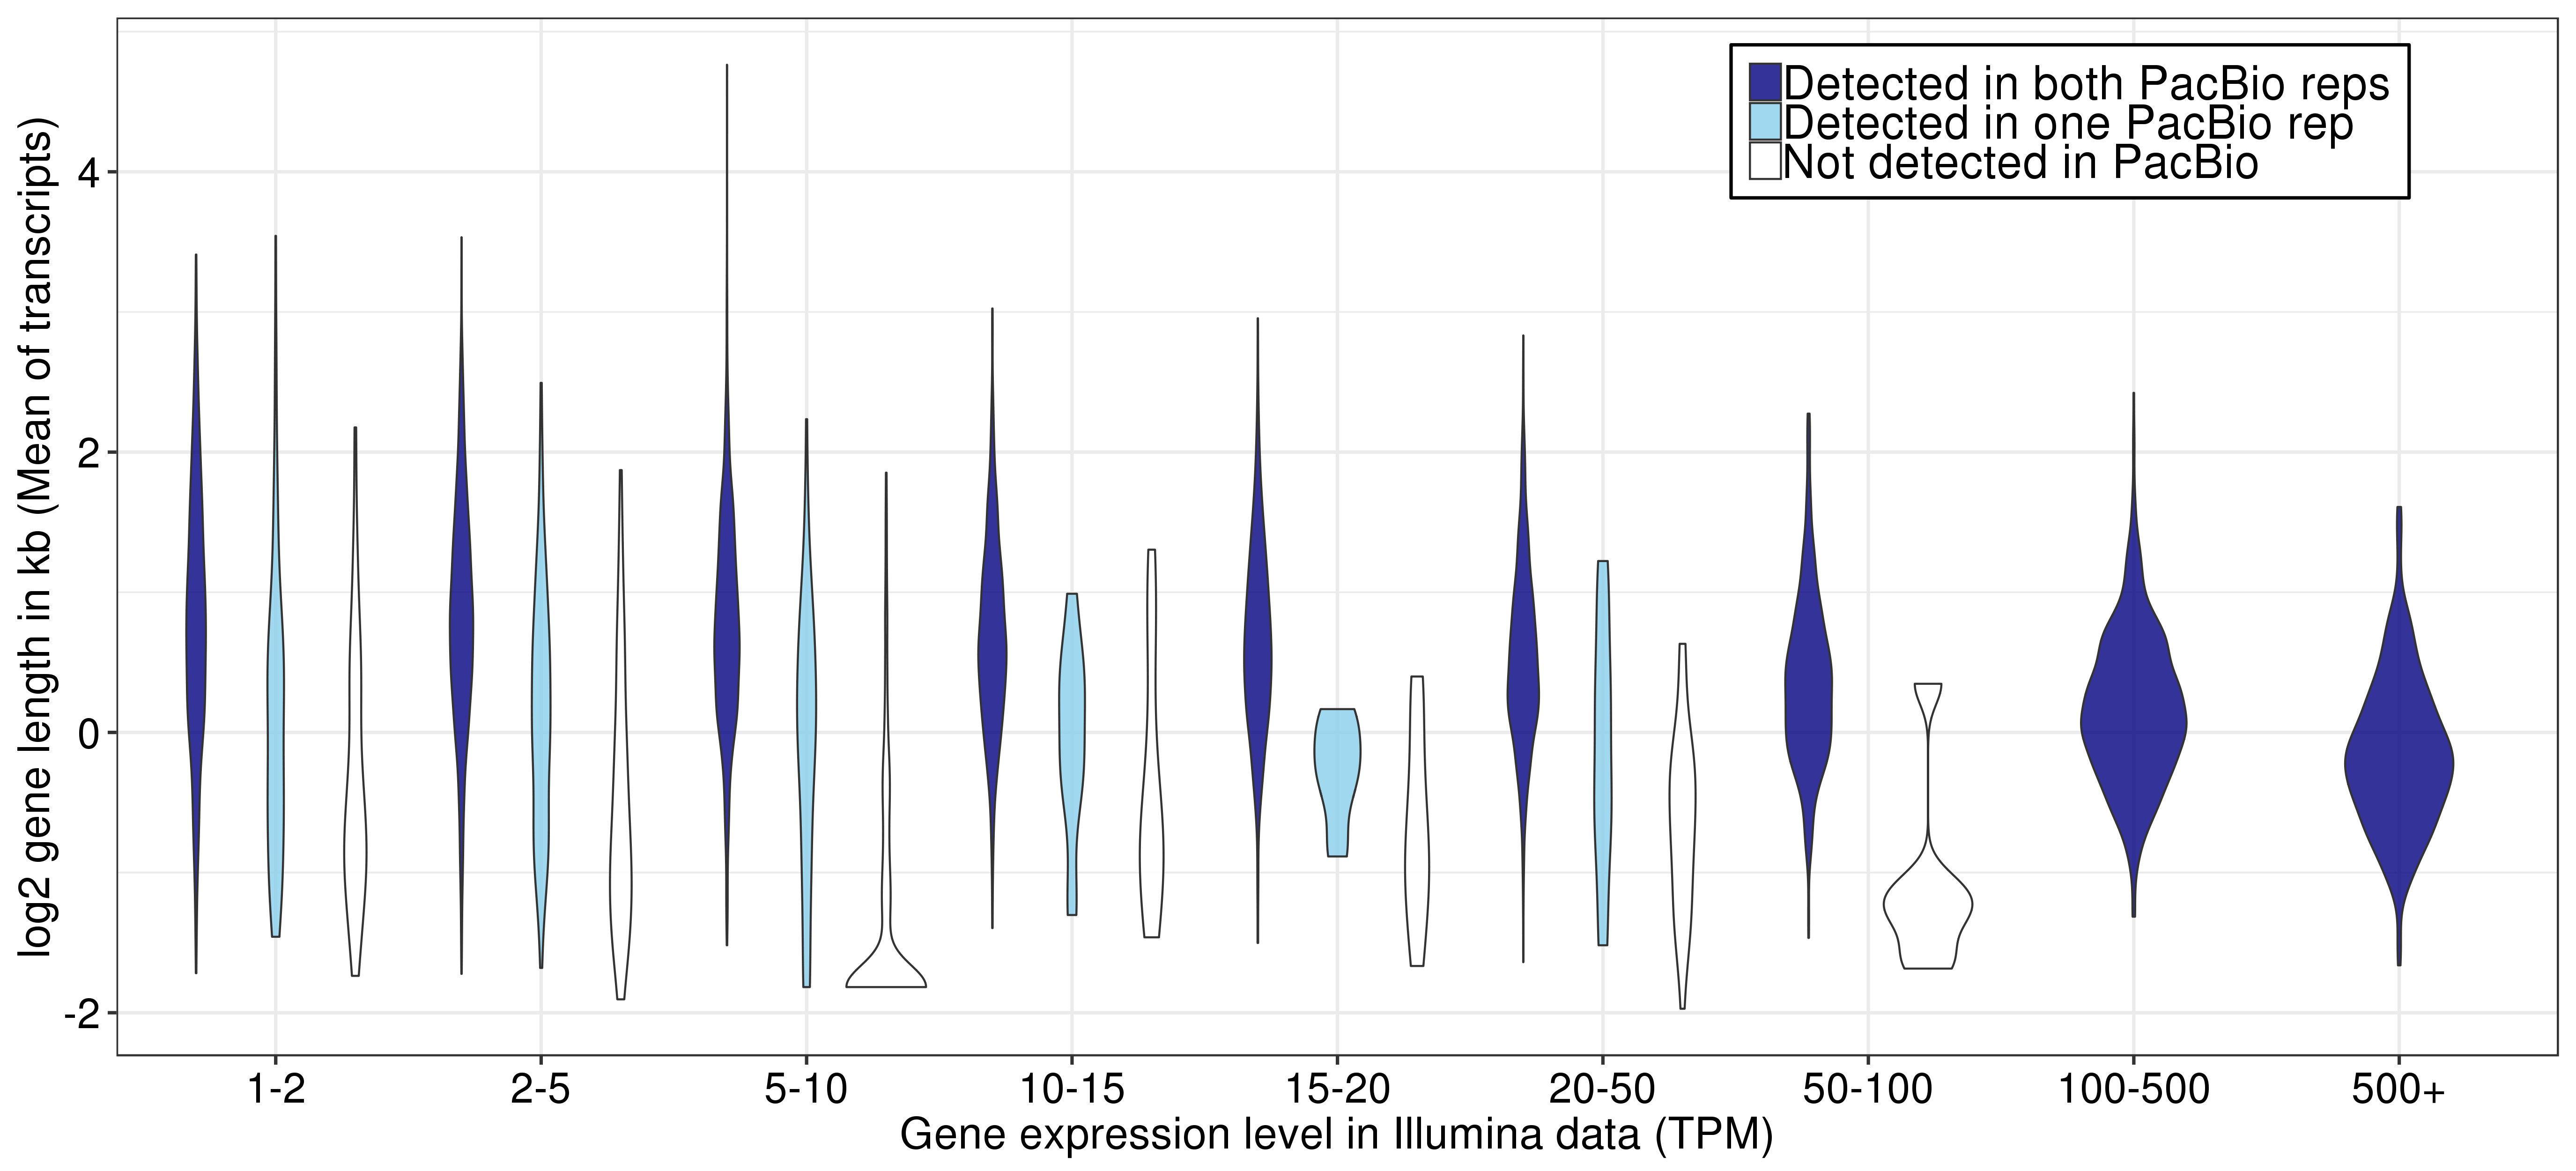 Detected in both PacBio reps
Detected in one PacBio rep
Not detected in PacBio
log2 gene length in kb (Mean of transcripts)
4
2
0
-2
1-2
2-5
5-10
10-15
15-20
20-50
50-100
100-500
500+
Gene expression level in Illumina data (TPM)